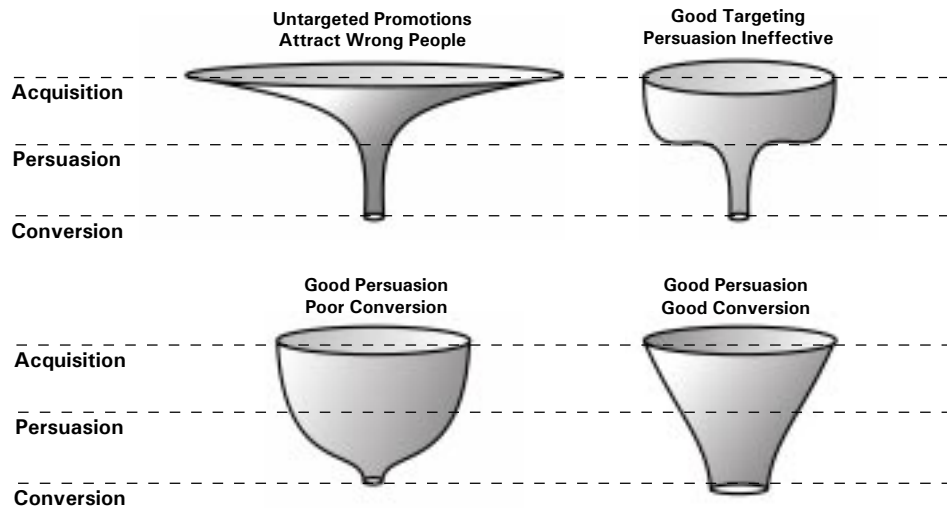 Untargeted Promotions
Attract Wrong People
Good Targeting
Persuasion Ineffective
Acquisition
Persuasion
Conversion
Good Persuasion
Poor Conversion
Good Persuasion
Good Conversion
Acquisition
Persuasion
Conversion